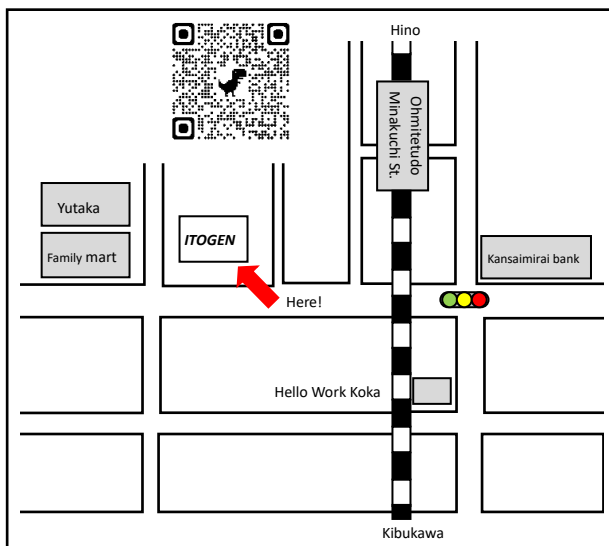 Hino
Ohmitetudo
Minakuchi St.
Yutaka
Family mart
ITOGEN
Kansaimirai bank
Here!
Hello Work Koka
Kibukawa